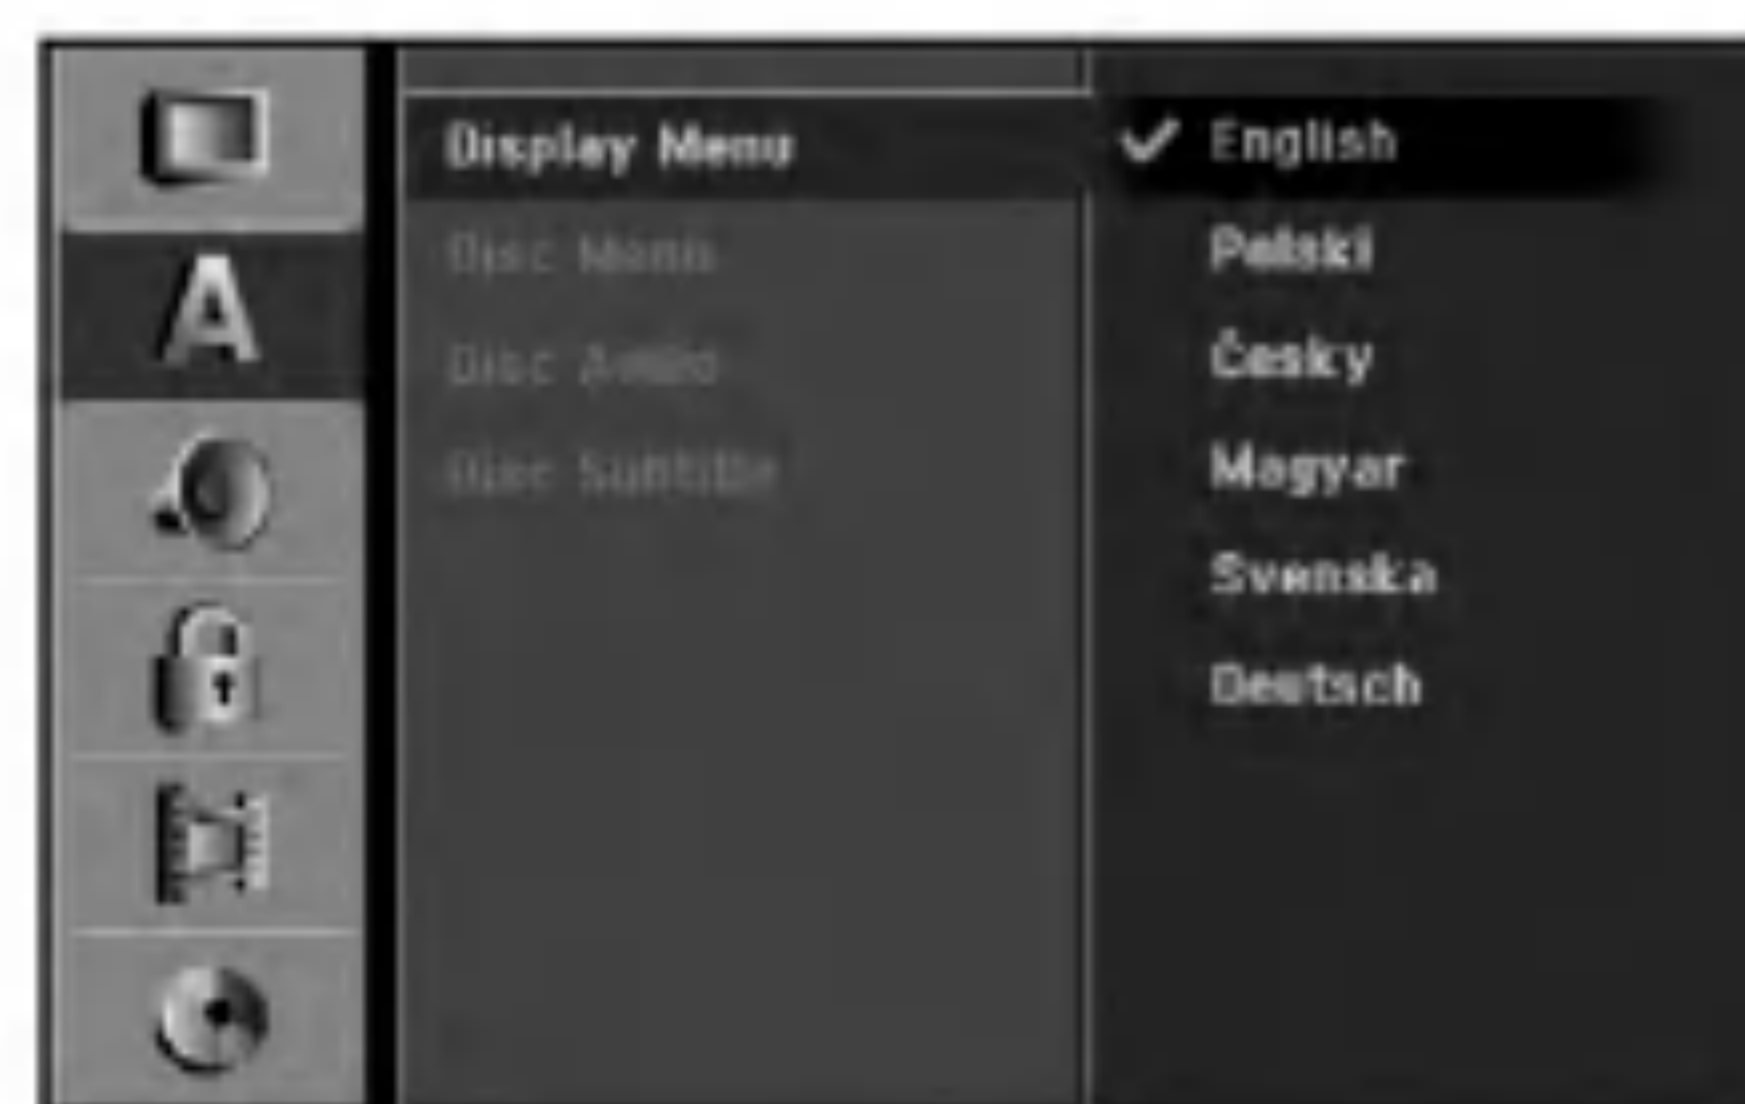 Display Menu
English
Disc Menu
Polski
Disc Audio
Česky
Disc Subtitle
Magyar
Svenska
Deutsch